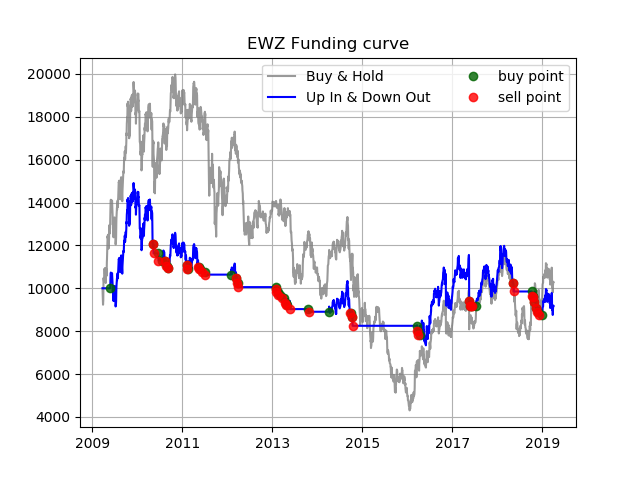 EWZ Funding curve
Buy & Hold
Up In & Down Out
buy point
sell point
20000
18000
16000
14000
12000
10000
8000
6000
4000
2009 2011 2013 2015 2017 2019